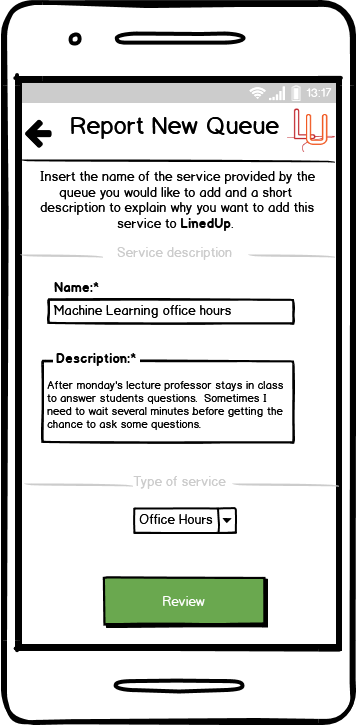 13:17
Report New Queue
LU
Insert the name of the service provided by the
queue you would like to add and a short
description to explain why you want to add this
service to LinedUp.
Service description
Name:*
Machine Learning office hours
Description:*
After monday's lecture professor stays in class
to answer students questions. Sometimes I
need to wait several minutes before getting the
chance to ask some questions.
Type of service
Office Hours
Review